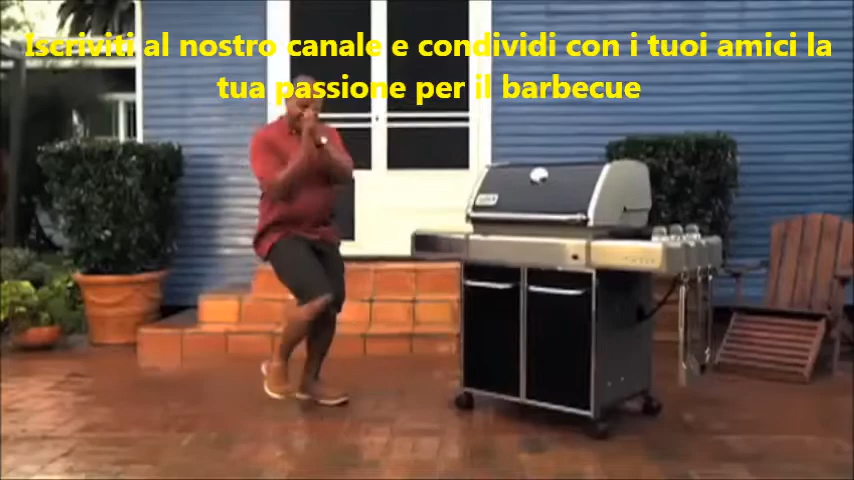 Iscriviti al nostro canale e condividi con i tuoi amici la
tua passione per il barbecue